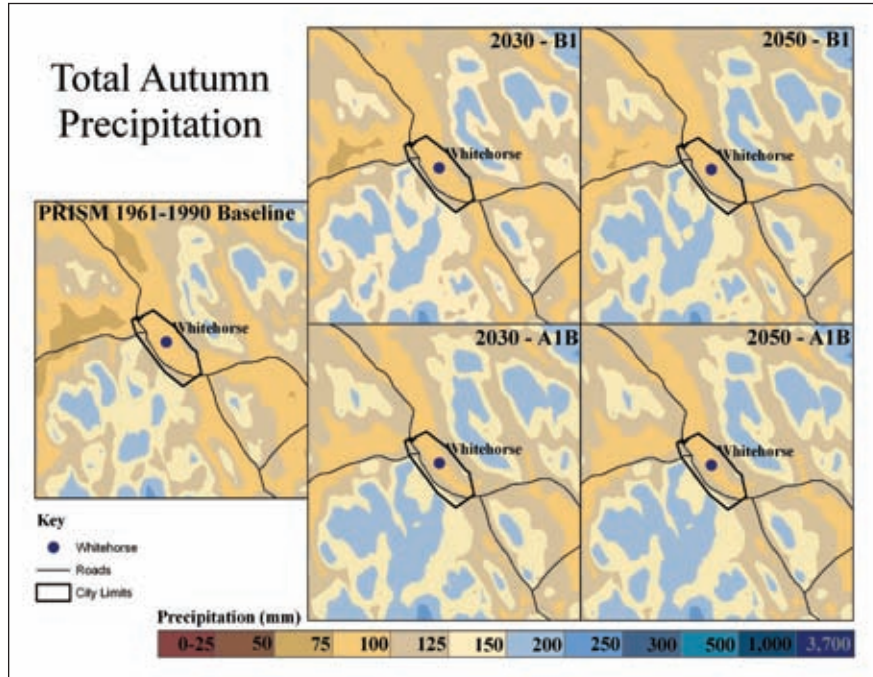 Total Autumn
Precipitation
2030 - B1
Whitehorse
2050 - B1
Whitehorse
PRISM 1961-1990 Baseline
Whitehorse
2030 - A1B
Whitehorse
2050 - A1B
Whitehorse
Key
Whitehorse
Roads
City Limits
Precipitation (mm)
0-25 50 75 100 125 150 200 250 300 500 1,000 3,700